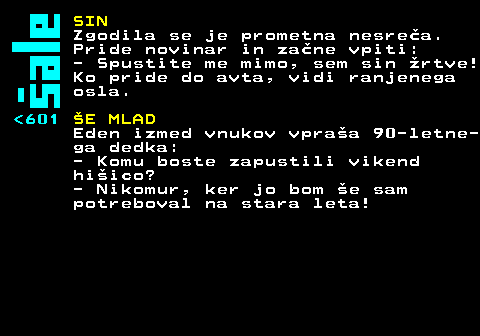 šale
SIN
Zgodila se je prometna nesreča.
Pride novinar in začne vpiti:
- Spustite me mimo, sem sin žrtve!
Ko pride do avta, vidi ranjenega
osla.
<601 ŠE MLAD
Eden izmed vnukov vpraša 90-letne-
ga dedka:
- Komu boste zapustili vikend
hišico?
- Nikomur, ker jo bom še sam
potreboval na stara leta!